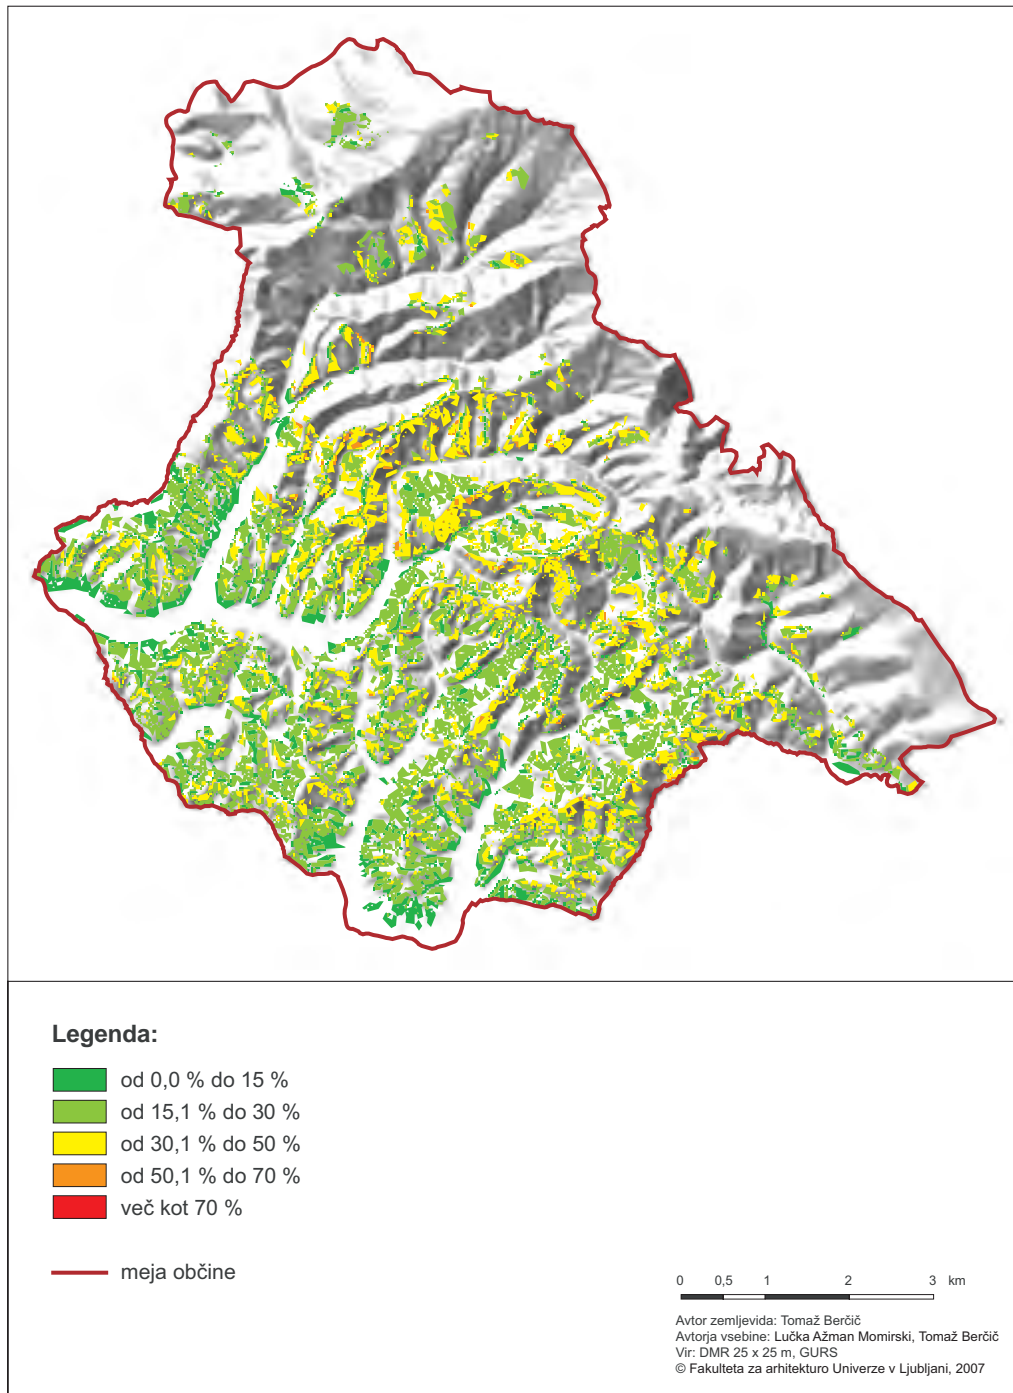 Legenda:
od 0,0 % do 15 %
od 15,1 % do 30 %
od 30,1 % do 50 %
od 50,1 % do 70 %
več kot 70 %
meja občine
0 0,5 1 2 3 km
Avtor zemljevida: Tomaž Berčič
Avtorja vsebine: Lučka Ažman Momirski, Tomaž Berčič
Vir: DMR 25 x 25 m, GURS
© Fakulteta za arhitekturo Univerze v Ljubljani, 2007